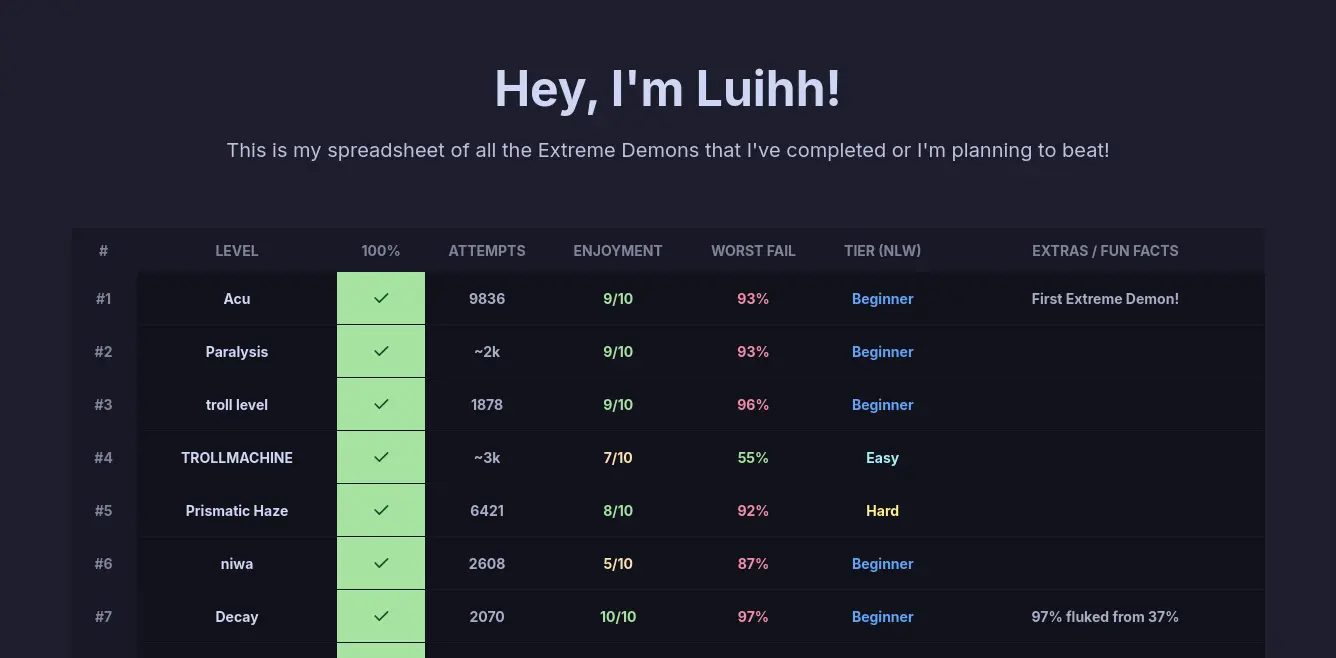 Hey, I'm Luihh!
This is my spreadsheet of all the Extreme Demons that I've completed or I'm planning to beat!
# LEVEL 100% ATTEMPTS ENJOYMENT WORST FAIL TIER (NLW) EXTRAS / FUN FACTS
#1 Acu ✓ 9836 9/10 93% Beginner First Extreme Demon!
#2 Paralysis ✓ ~2k 9/10 93% Beginner
#3 troll level ✓ 1878 9/10 96% Beginner
#4 TROLLMACHINE ✓ ~3k 7/10 55% Easy
#5 Prismatic Haze ✓ 6421 8/10 92% Hard
#6 niwa ✓ 2608 5/10 87% Beginner
#7 Decay ✓ 2070 10/10 97% Beginner 97% fluked from 37%